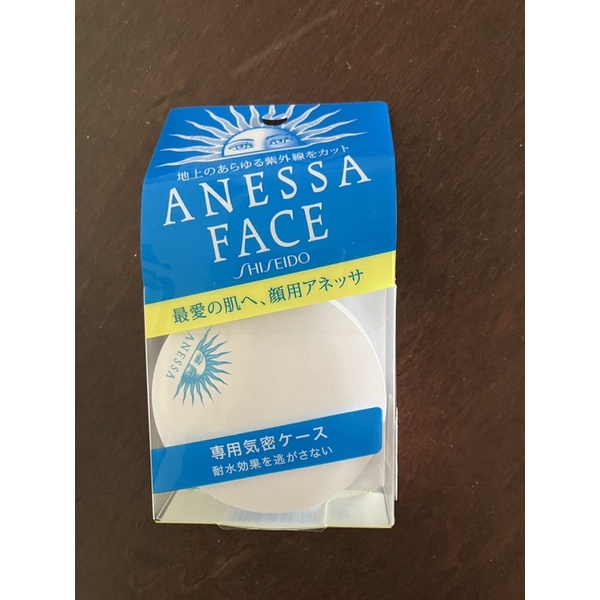 地上のあらゆる紫外線をカット
ANESSA
FACE
SHISEIDO
最愛の肌へ、顔用アネッサ
ANESSA
専用気密ケース
耐水効果を逃がさない